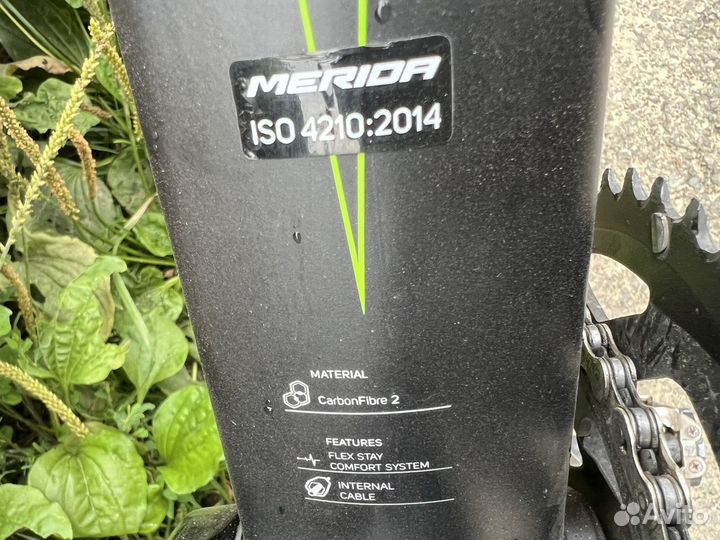 MERIDA
ISO 4210:2014
MATERIAL
CarbonFibre 2
FEATURES
FLEX STAY
COMFORT SYSTEM
INTERNAL
CABLE
Avito